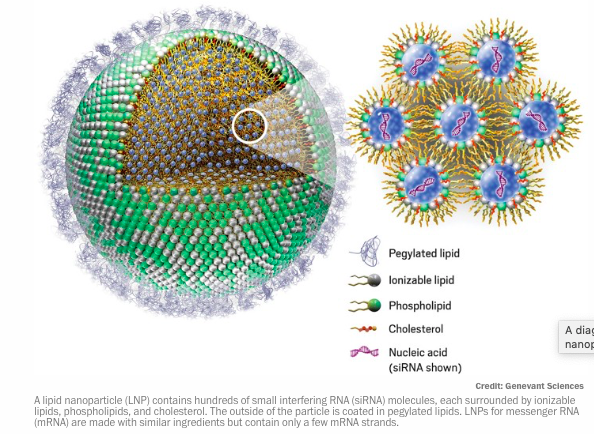 Pegylated lipid
Ionizable lipid
Phospholipid
Cholesterol
Nucleic acid
(siRNA shown)
A diag
nanop
Credit: Genevant Sciences
A lipid nanoparticle (LNP) contains hundreds of small interfering RNA (siRNA) molecules, each surrounded by ionizable
lipids, phospholipids, and cholesterol. The outside of the particle is coated in pegylated lipids. LNPs for messenger RNA
(mRNA) are made with similar ingredients but contain only a few mRNA strands.